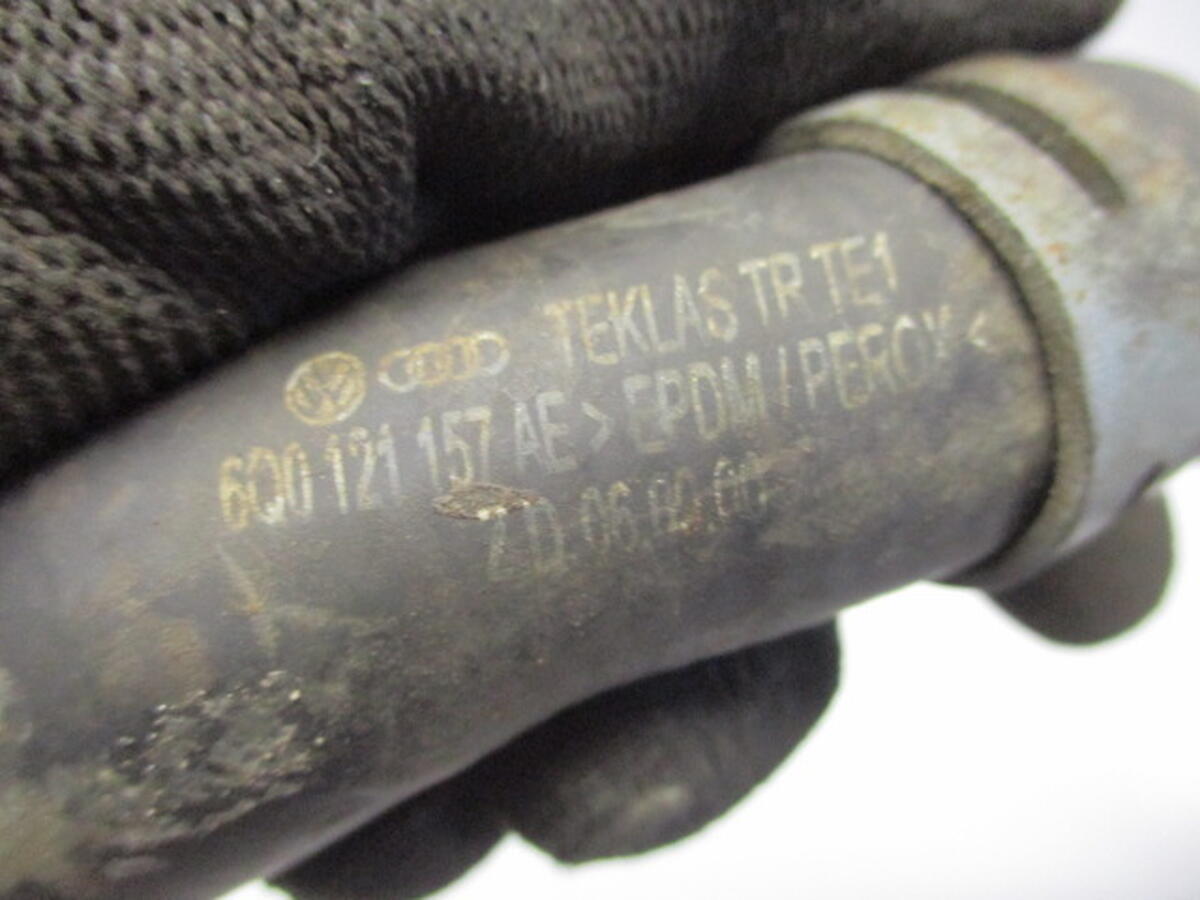 TEKLAS TR TE1
6Q0 121 157 AE >EPDM / PEROX<